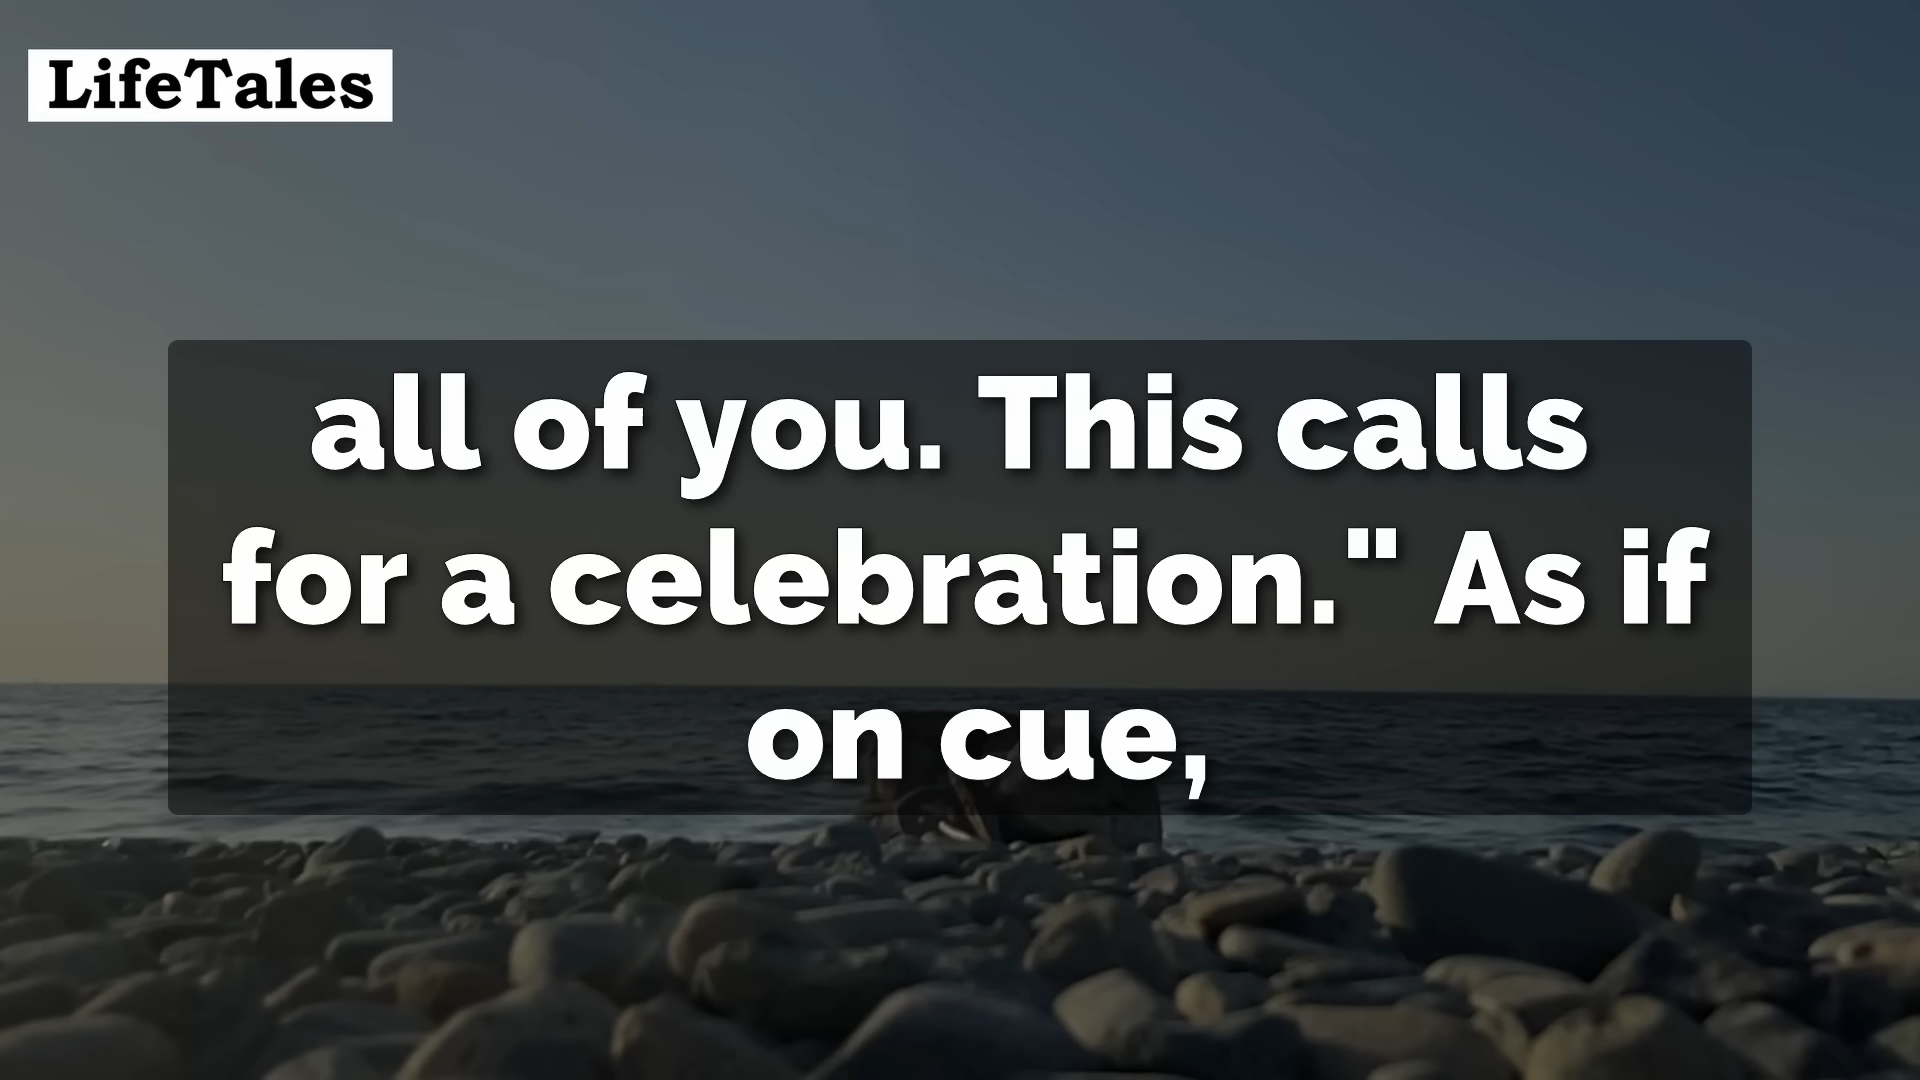 LifeTales
all of you. This calls
for a celebration." As if
on cue,